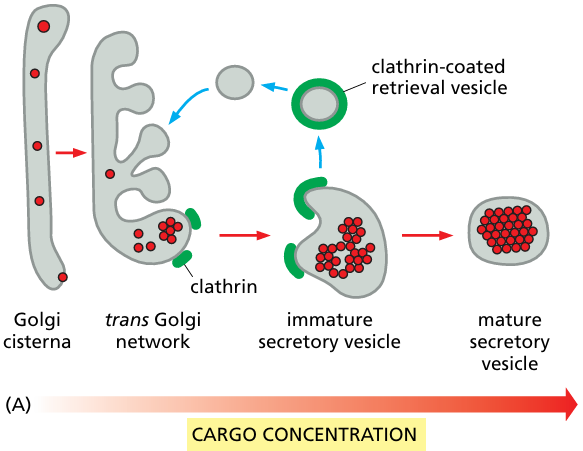 clathrin-coated
retrieval vesicle
clathrin
Golgi
cisterna
trans Golgi
network
immature
secretory vesicle
mature
secretory
vesicle
(A)
CARGO CONCENTRATION